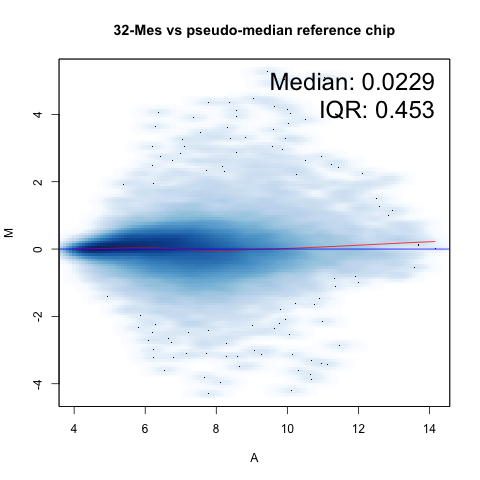 32-Mes vs pseudo-median reference chip
Median: 0.0229
IQR: 0.453
4
2
0
-2
-4
M
4 6 8 10 12 14
A